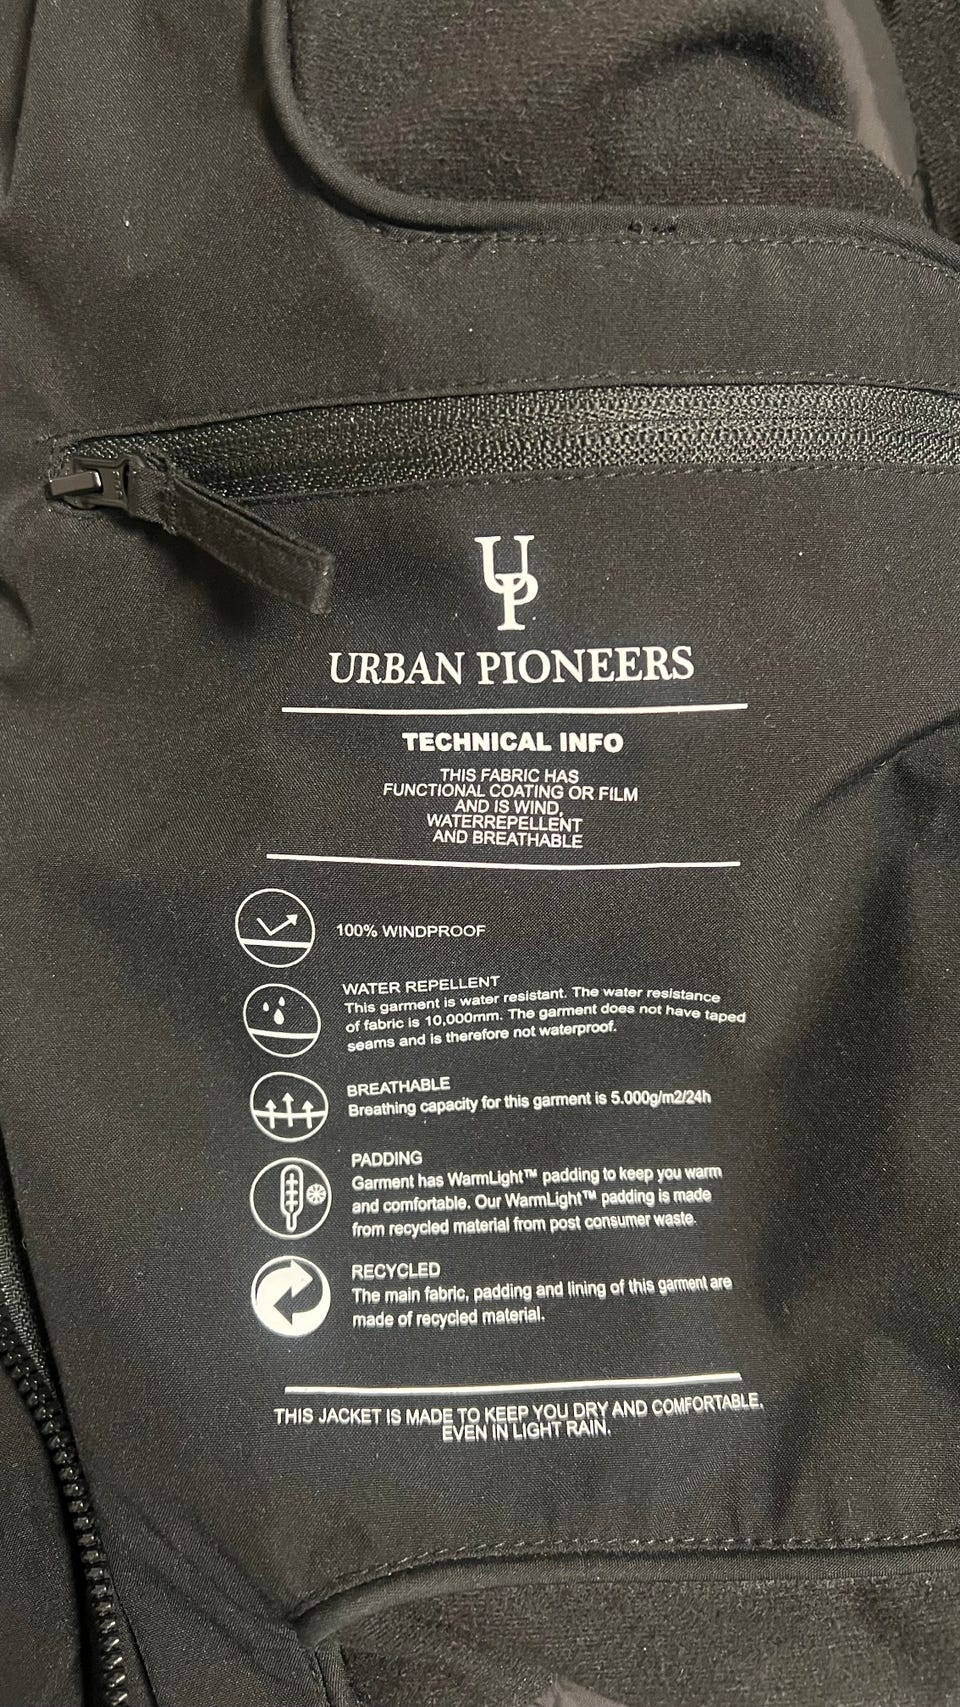 UP
URBAN PIONEERS
TECHNICAL INFO
THIS FABRIC HAS
FUNCTIONAL COATING OR FILM
AND IS WIND,
WATERREPELLENT
AND BREATHABLE
100% WINDPROOF
WATER REPELLENT
This garment is water resistant. The water resistance
of fabric is 10,000mm. The garment does not have taped
seams and is therefore not waterproof.
BREATHABLE
Breathing capacity for this garment is 5.000g/m2/24h
PADDING
Garment has WarmLight™ padding to keep you warm
and comfortable. Our WarmLight™ padding is made
from recycled material from post consumer waste.
RECYCLED
The main fabric, padding and lining of this garment are
made of recycled material.
THIS JACKET IS MADE TO KEEP YOU DRY AND COMFORTABLE,
EVEN IN LIGHT RAIN.